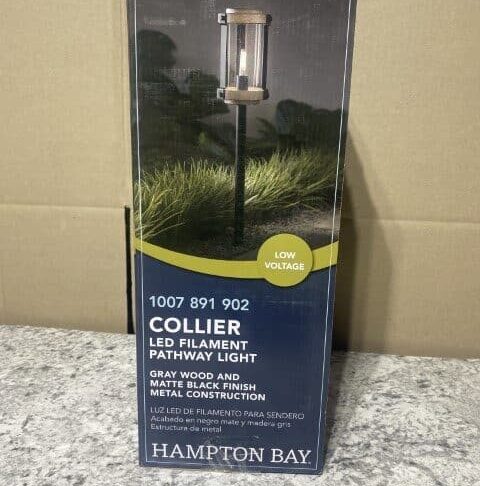 LOW
VOLTAGE
1007 891 902
COLLIER
LED FILAMENT
PATHWAY LIGHT
GRAY WOOD AND
MATTE BLACK FINISH
METAL CONSTRUCTION
LUZ LED DE FILAMENTO PARA SENDERO
Acabado en negro mate y madera gris
Estructura de metal
HAMPTON BAY